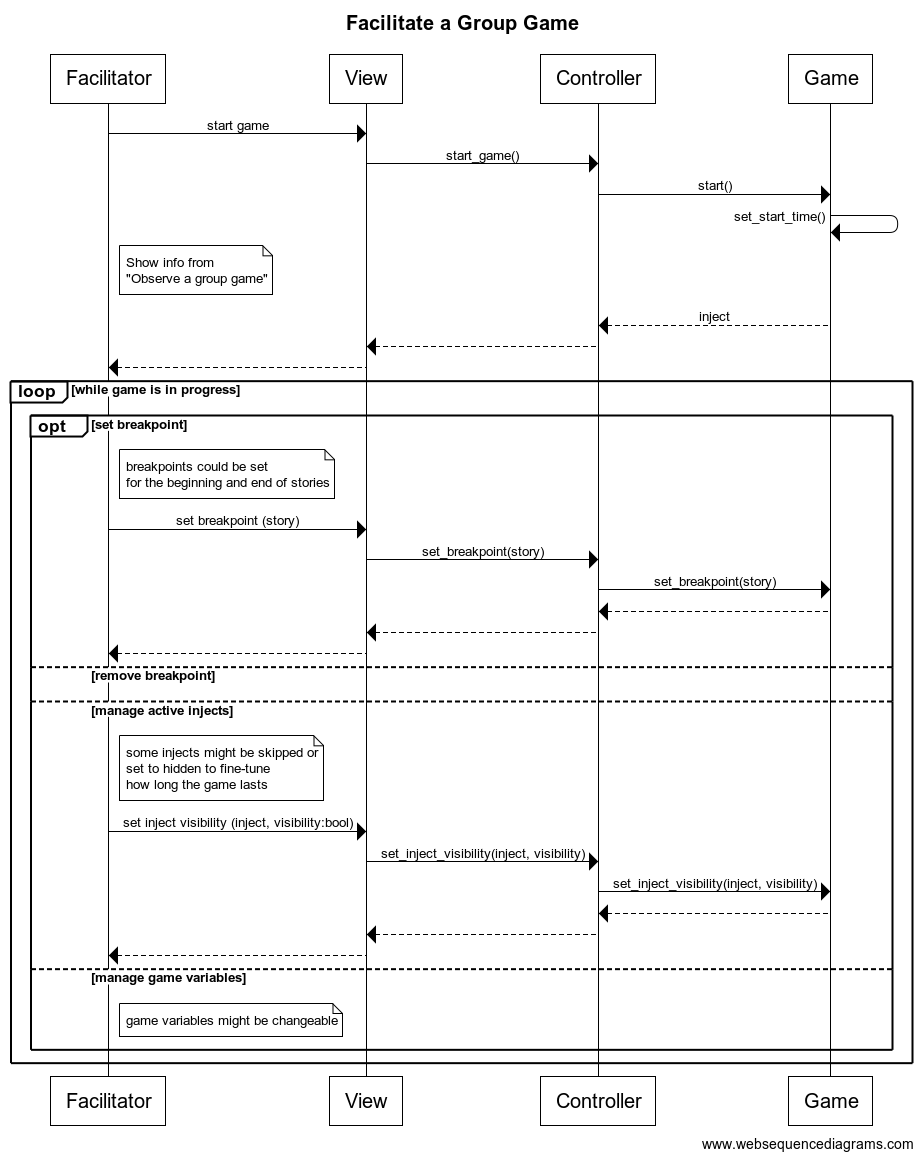 Facilitate a Group Game
Facilitator
View
Controller
Game
start game
start_game()
start()
set_start_time()
Show info from
"Observe a group game"
inject
loop
[while game is in progress]
opt
[set breakpoint]
breakpoints could be set
for the beginning and end of stories
set breakpoint (story)
set_breakpoint(story)
set_breakpoint(story)
[remove breakpoint]
[manage active injects]
some injects might be skipped or
set to hidden to fine-tune
how long the game lasts
set inject visibility (inject, visibility:bool)
set_inject_visibility(inject, visibility)
set_inject_visibility(inject, visibility)
[manage game variables]
game variables might be changeable
Facilitator
View
Controller
Game
www.websequencediagrams.com